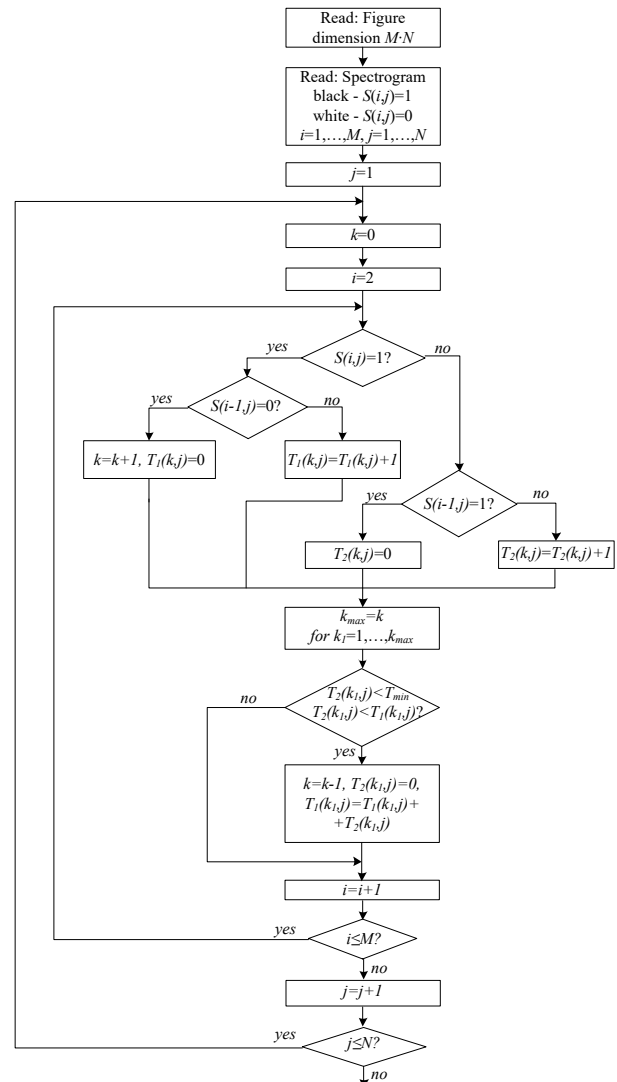 Read: Figure
dimension M·N
Read: Spectrogram
black - S(i,j)=1
white - S(i,j)=0
i=1,…,M, j=1,…,N
j=1
k=0
i=2
S(i,j)=1?
yes
no
S(i-1,j)=0?
yes
no
k=k+1, T₁(k,j)=0
T₁(k,j)=T₁(k,j)+1
S(i-1,j)=1?
yes
no
T₂(k,j)=0
T₂(k,j)=T₂(k,j)+1
kmax=k
for k₁=1,…,kmax
T₂(k₁,j)<Tmin
T₂(k₁,j)<T₁(k₁,j)?
no
yes
k=k-1, T₂(k₁,j)=0,
T₁(k₁,j)=T₁(k₁,j)+
+T₂(k₁,j)
i=i+1
i≤M?
yes
no
j=j+1
j≤N?
yes
no